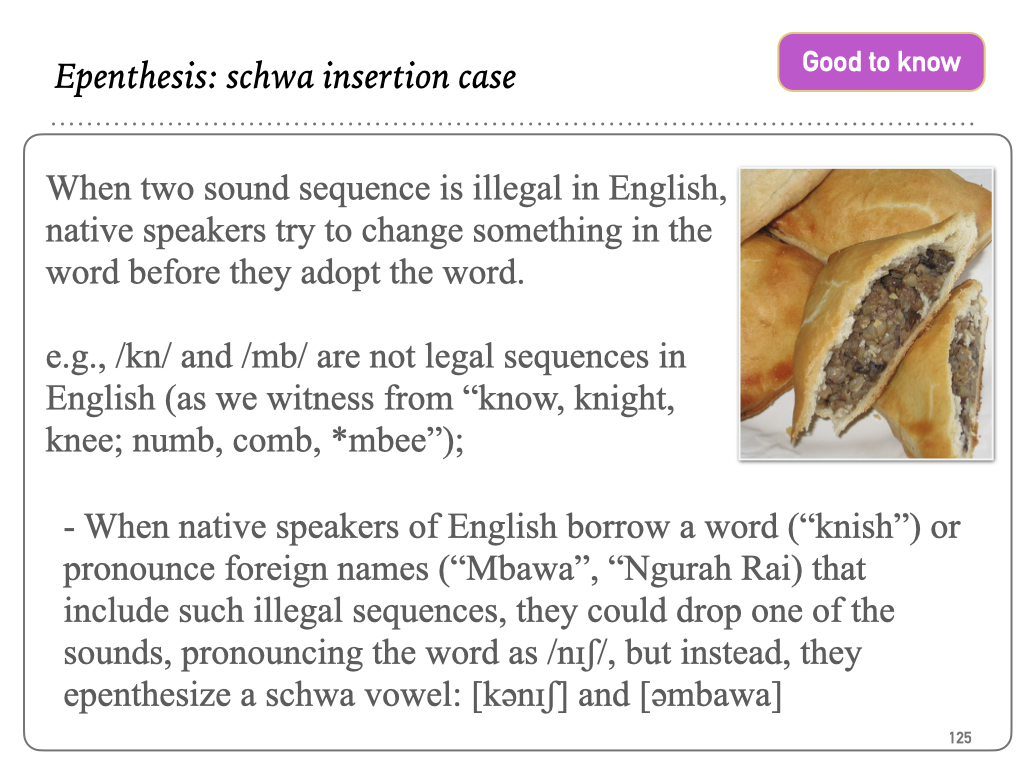 Epenthesis: schwa insertion case
Good to know
When two sound sequence is illegal in English,
native speakers try to change something in the
word before they adopt the word.
e.g., /kn/ and /mb/ are not legal sequences in
English (as we witness from “know, knight,
knee; numb, comb, *mbee”);
- When native speakers of English borrow a word (“knish”) or
pronounce foreign names (“Mbawa”, “Ngurah Rai) that
include such illegal sequences, they could drop one of the
sounds, pronouncing the word as /nɪʃ/, but instead, they
epenthesize a schwa vowel: [kənɪʃ] and [əmbawa]
125